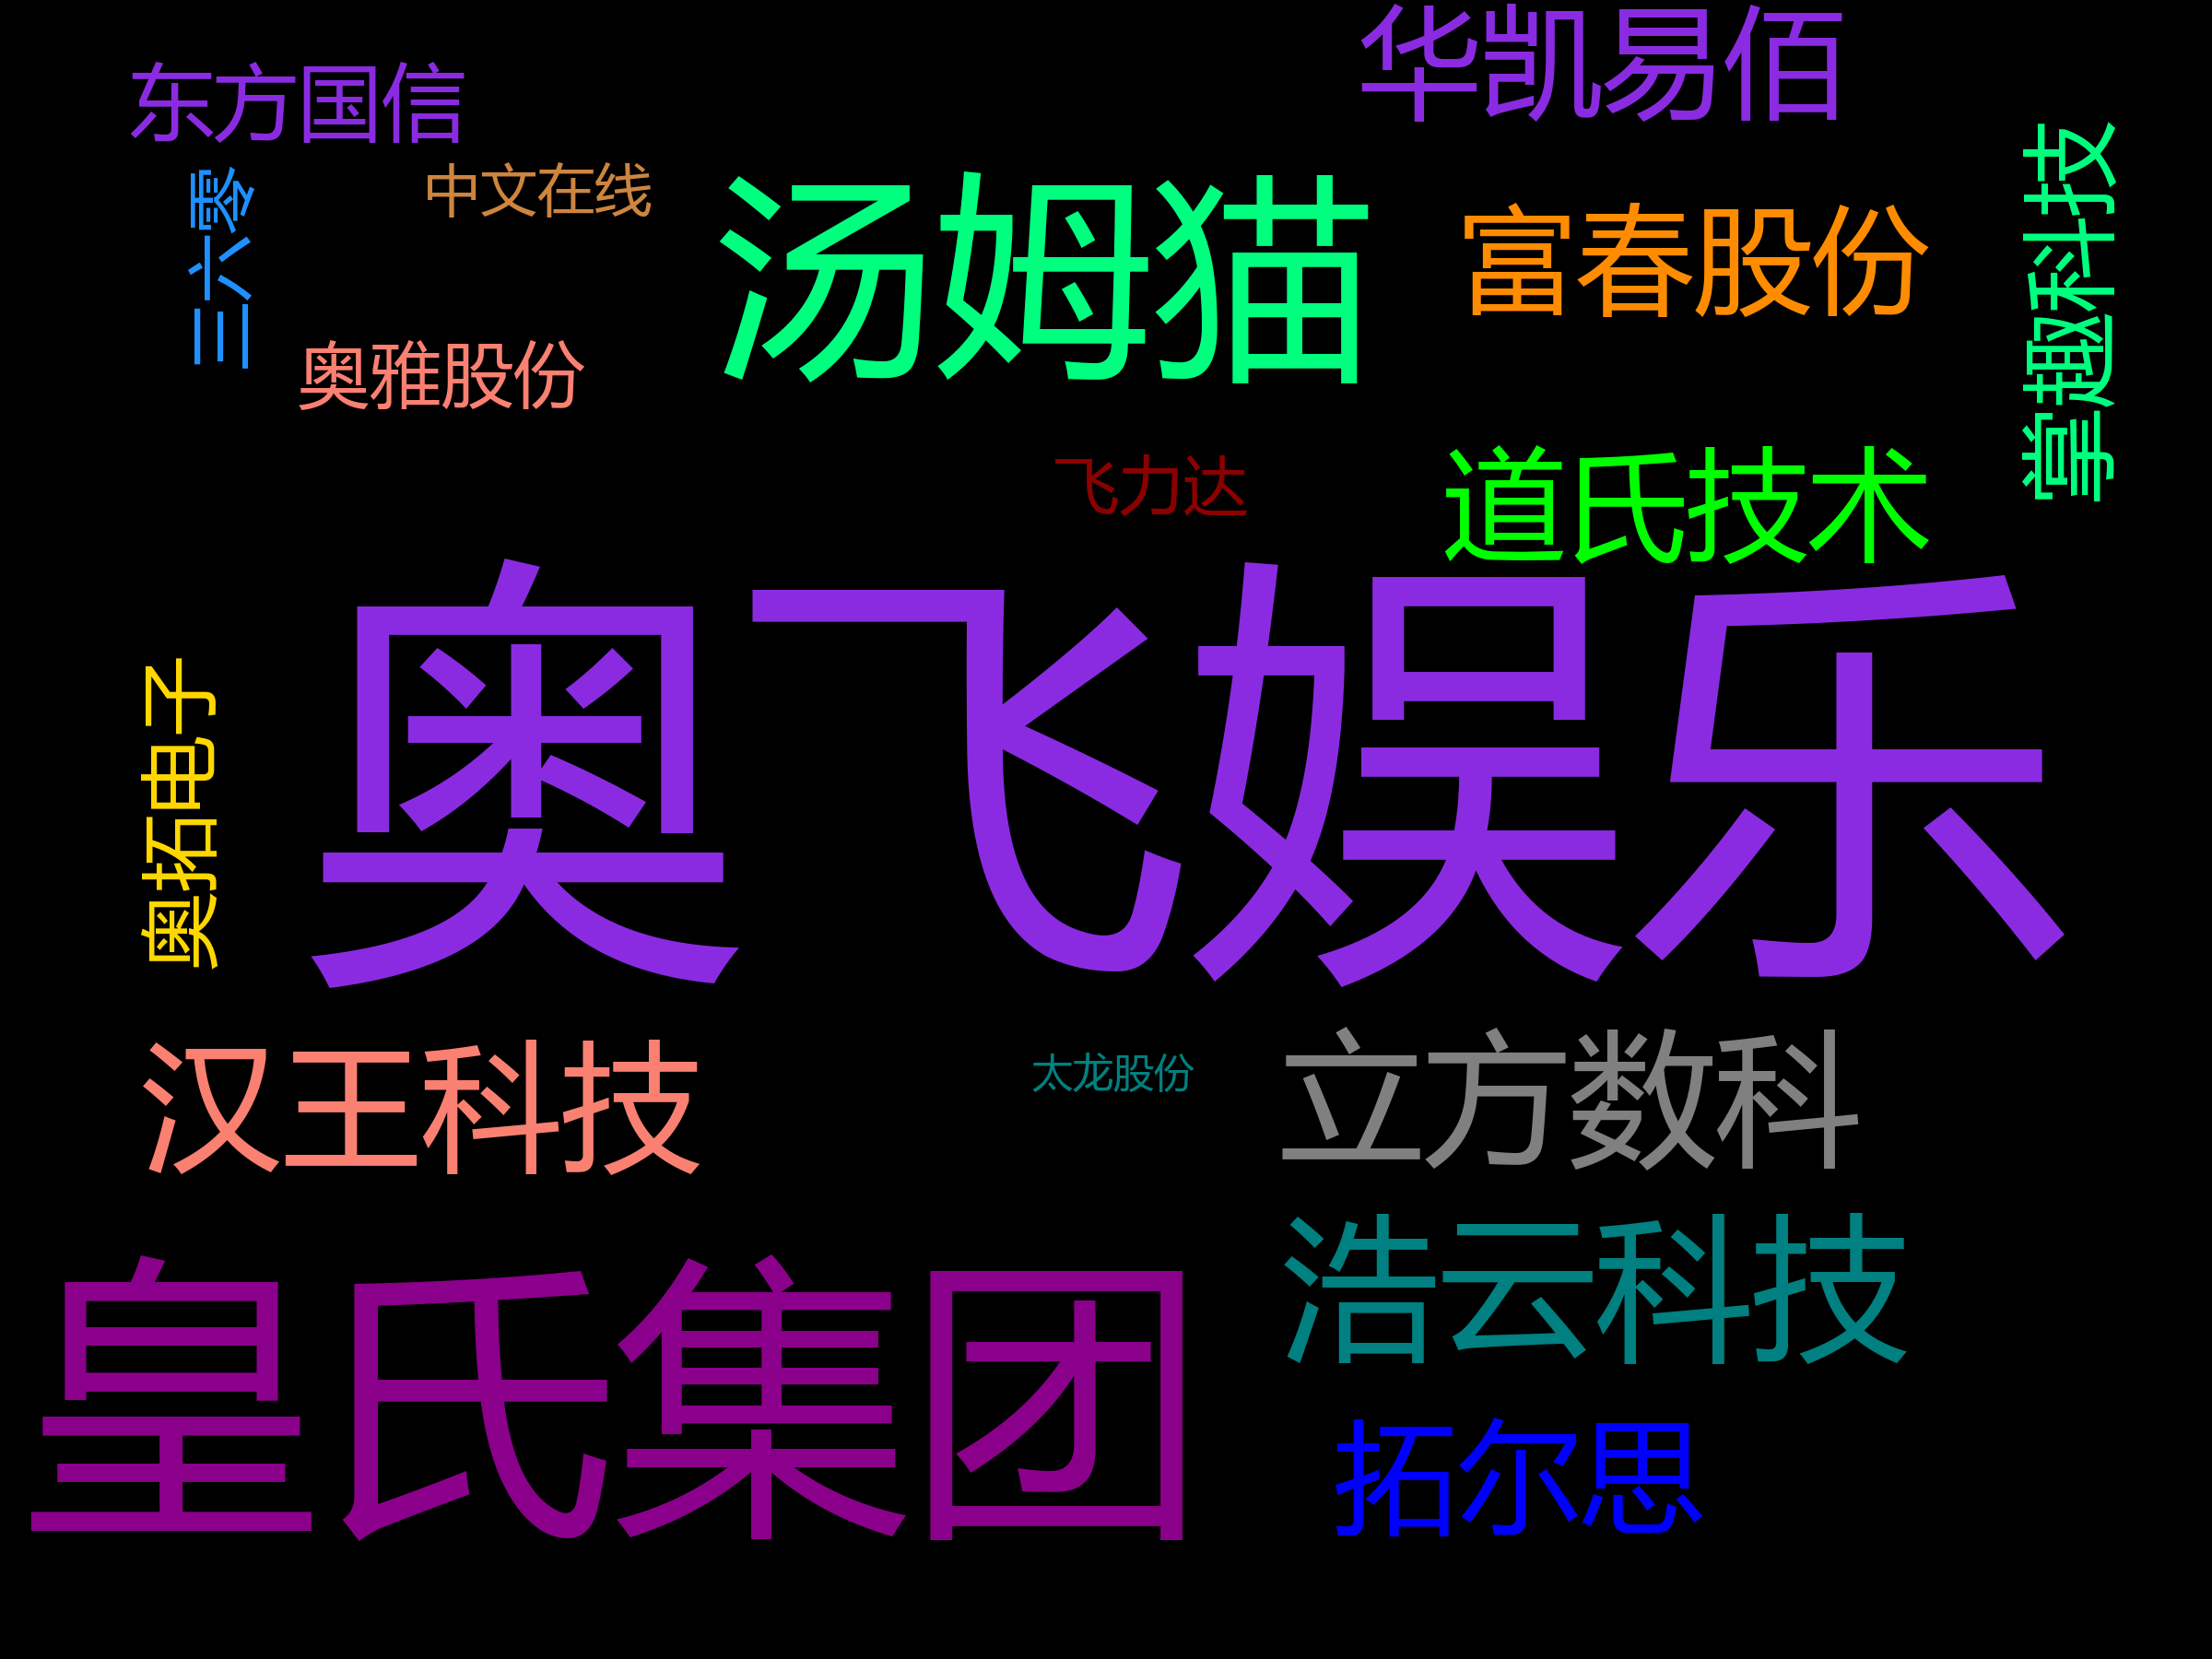 华凯易佰
东方国信
中文在线
三六零
汤姆猫
富春股份
掌趣科技
奥雅股份
飞力达
道氏技术
奥飞娱乐
奥拓电子
汉王科技
太龙股份
立方数科
浩云科技
皇氏集团
拓尔思